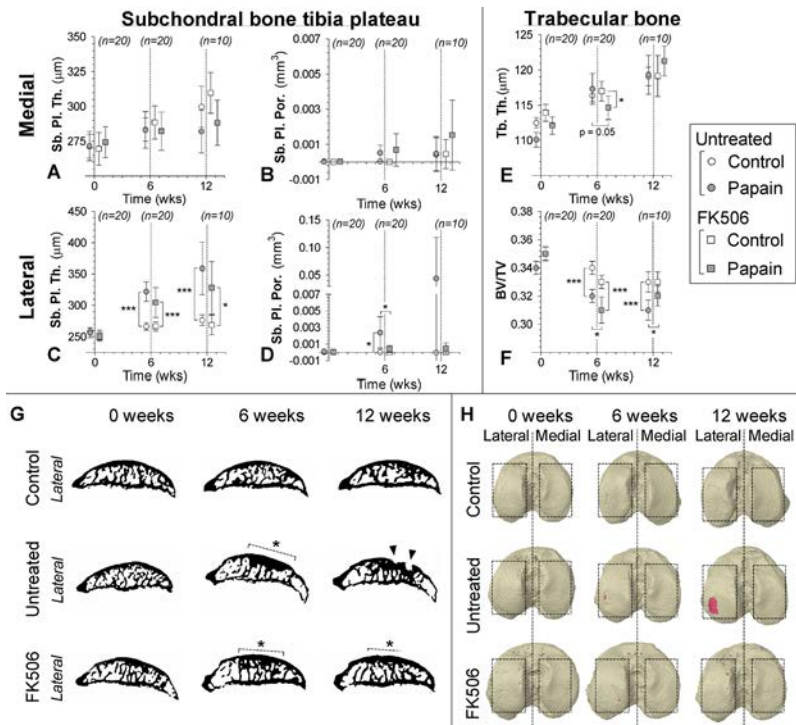 Subchondral bone tibia plateau
Trabecular bone
Medial
Sb. Pl. Th. (µm)
350
325
300
275
250
(n=20) (n=20) (n=10)
A
0 6 12
Time (wks)
Sb. Pl. Por. (mm³)
0.007
0.005
0.003
0.001
-0.001
(n=20) (n=20) (n=10)
B
0 6 12
Time (wks)
Tb. Th. (µm)
120
115
110
(n=20) (n=20) (n=10)
*
p = 0.05
E
0 6 12
Time (wks)
Untreated
Control
Papain
FK506
Control
Papain
Lateral
Sb. Pl. Th. (µm)
450
400
350
300
250
(n=20) (n=20) (n=10)
*** *** *** *
C
0 6 12
Time (wks)
Sb. Pl. Por. (mm³)
0.15
0.10
0.05
0.007
0.005
0.003
0.001
-0.001
(n=20) (n=20) (n=10)
* *
D
0 6 12
Time (wks)
BV/TV
0.36
0.34
0.32
0.30
(n=20) (n=20) (n=10)
*** *** ***
* *
F
0 6 12
Time (wks)
G
0 weeks 6 weeks 12 weeks
Control
Lateral
Untreated
Lateral
*
FK506
Lateral
* *
H
0 weeks 6 weeks 12 weeks
Lateral Medial Lateral Medial Lateral Medial
Control
Untreated
FK506